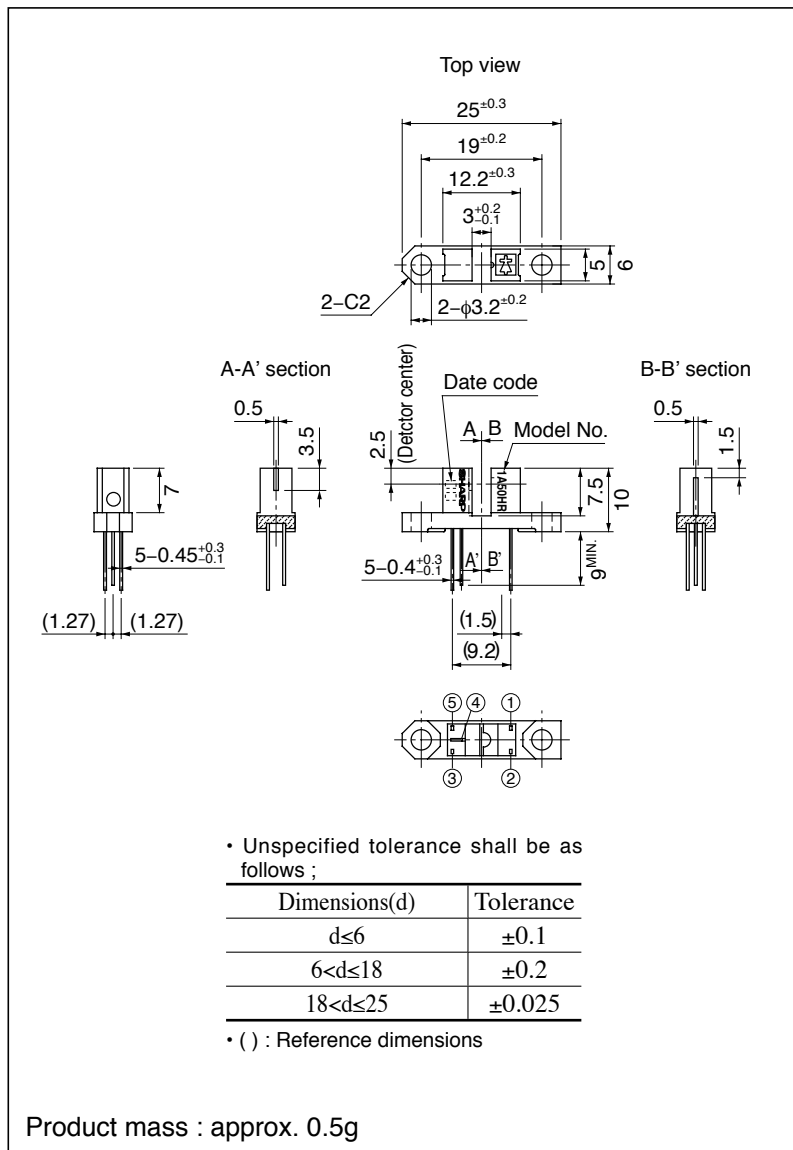 Top view
25±0.3
19±0.2
12.2±0.3
3+0.2−0.1
5
6
2−C2
2−ϕ3.2±0.2
A-A' section
(Detctor center)
Date code
B-B' section
0.5
3.5
2.5
A
B
Model No.
0.5
1.5
7
SHARP
1A50HR
7.5
10
5−0.45+0.3−0.1
5−0.4+0.3−0.1
A'
B'
9MIN.
(1.27)
(1.27)
(1.5)
(9.2)
⑤ ④ ①
③ ②
• Unspecified tolerance shall be as
follows ;
Dimensions(d) Tolerance
d≤6 ±0.1
6<d≤18 ±0.2
18<d≤25 ±0.025
• ( ) : Reference dimensions
Product mass : approx. 0.5g